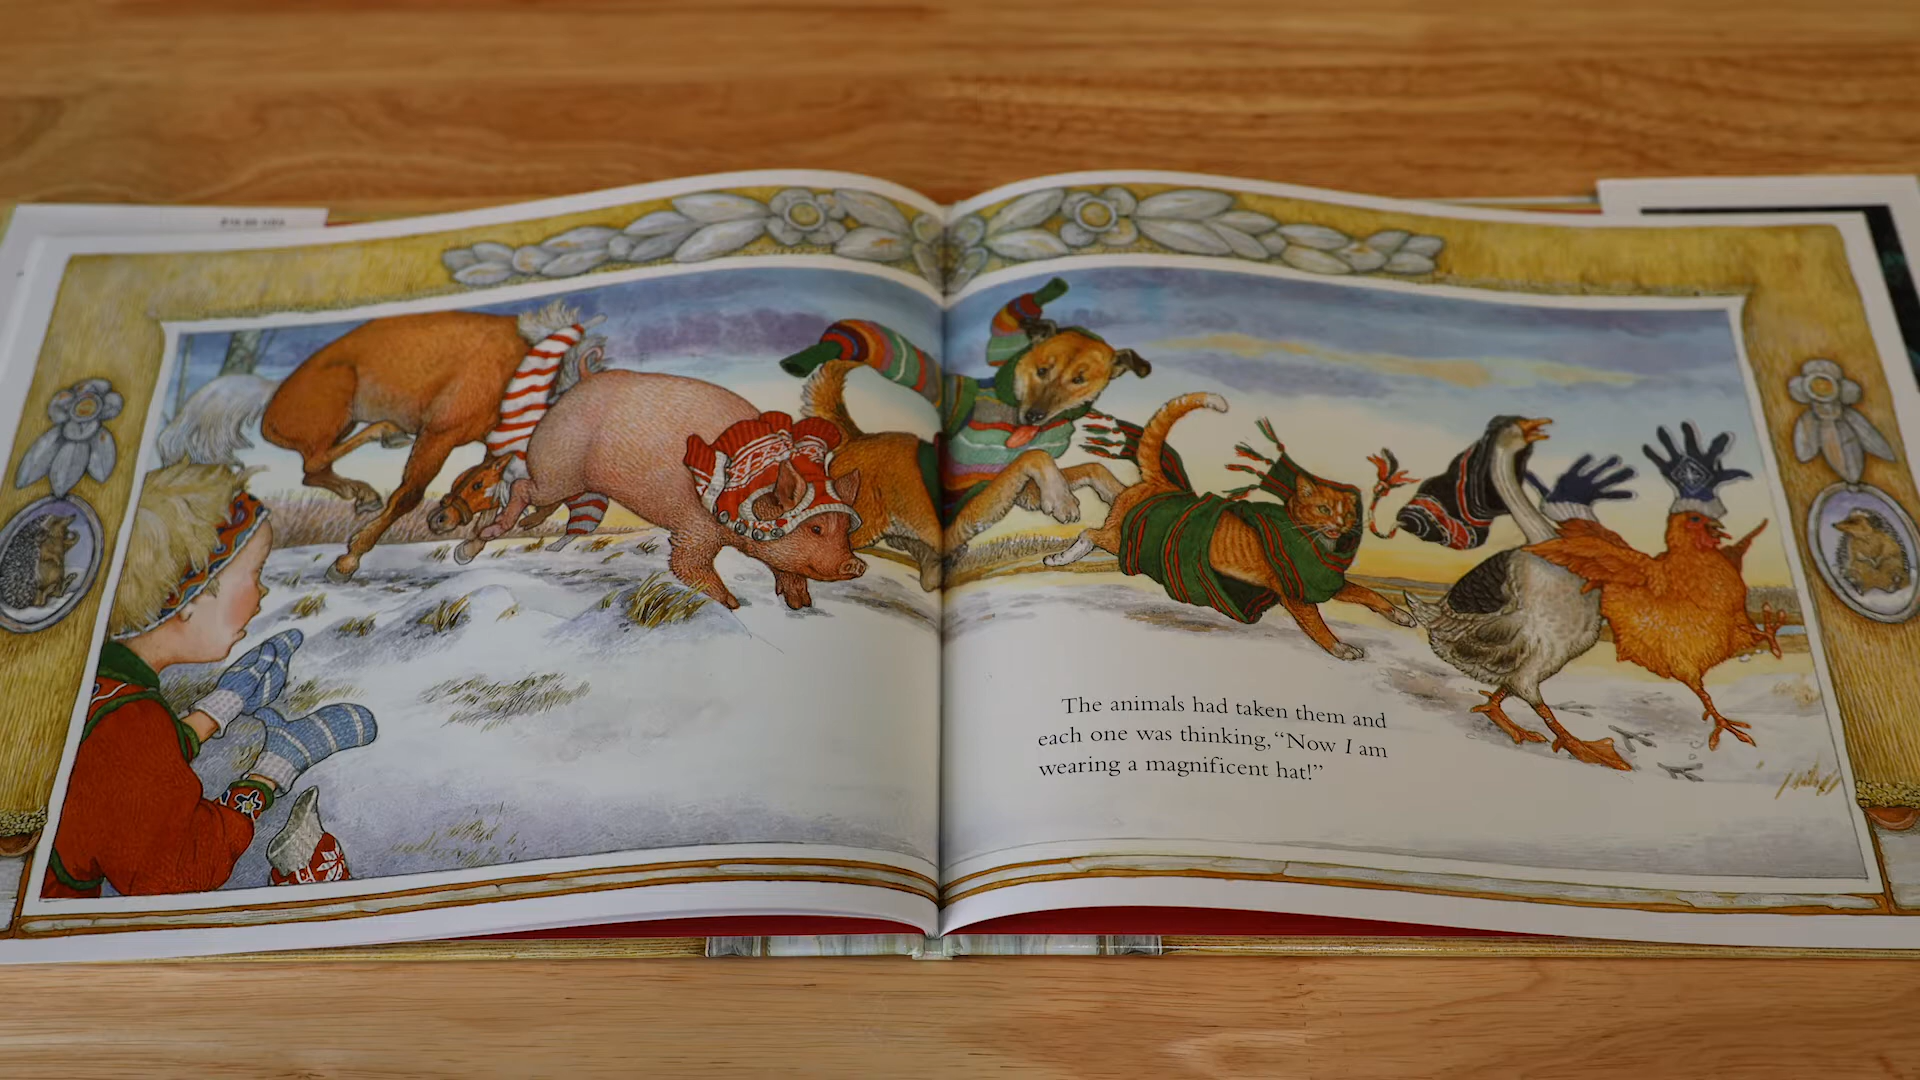 The animals had taken them and
each one was thinking, “Now I am
wearing a magnificent hat!”